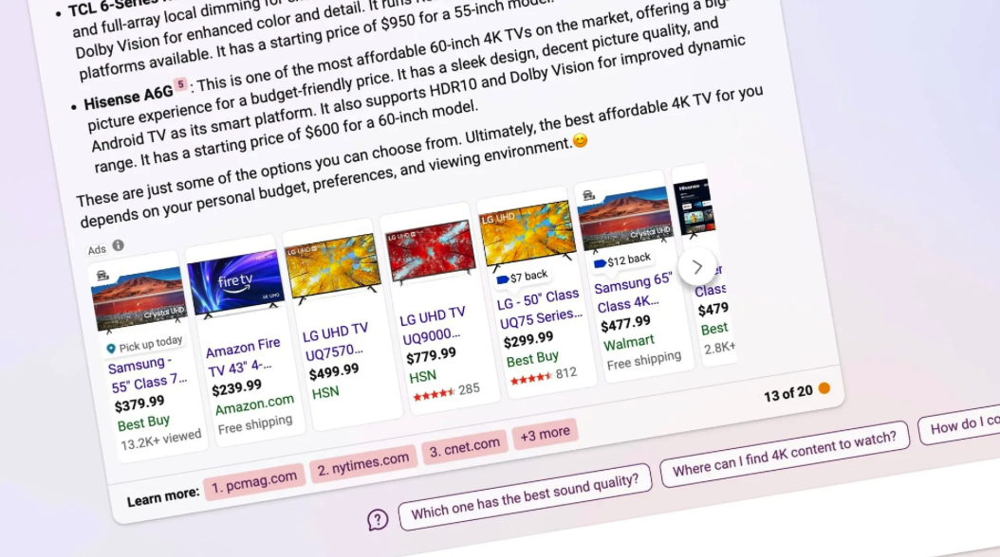 • TCL 6-Series
and full-array local dimming for
Dolby Vision for enhanced color and detail. It runs
platforms available. It has a starting price of $950 for a 55-inch model.
• Hisense A6G 5 : This is one of the most affordable 60-inch 4K TVs on the market, offering a big-
picture experience for a budget-friendly price. It has a sleek design, decent picture quality, and
Android TV as its smart platform. It also supports HDR10 and Dolby Vision for improved dynamic
range. It has a starting price of $600 for a 60-inch model.
These are just some of the options you can choose from. Ultimately, the best affordable 4K TV for you
depends on your personal budget, preferences, and viewing environment.😊
Ads
Crystal UHD
Pick up today
Samsung -
55" Class 7...
$379.99
Best Buy
13.2K+ viewed
firetv
4K UHD
Amazon Fire
TV 43" 4-...
$239.99
Amazon.com
Free shipping
LG UHD
LG UHD TV
UQ7570...
$499.99
HSN
LG UHD
LG UHD TV
UQ9000...
$779.99
HSN
285
LG UHD
$7 back
LG - 50" Class
UQ75 Series...
$299.99
Best Buy
812
Crystal UHD
$12 back
Samsung 65"
Class 4K...
$477.99
Walmart
Free shipping
Hisense
Class
$479
Best
2.8K+
13 of 20
Learn more: 1. pcmag.com 2. nytimes.com 3. cnet.com +3 more
Which one has the best sound quality? Where can I find 4K content to watch? How do I co